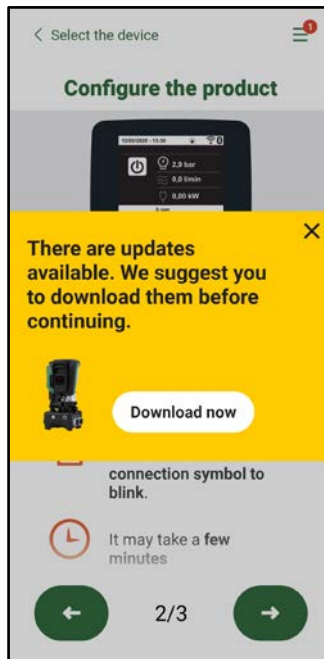 Select the device
1
Configure the product
12/05/2020 - 13:30
2,9 bar
0,0 l/min
0,00 kW
There are updates
available. We suggest you
to download them before
continuing.
Download now
connection symbol to
blink.
It may take a few
minutes
2/3